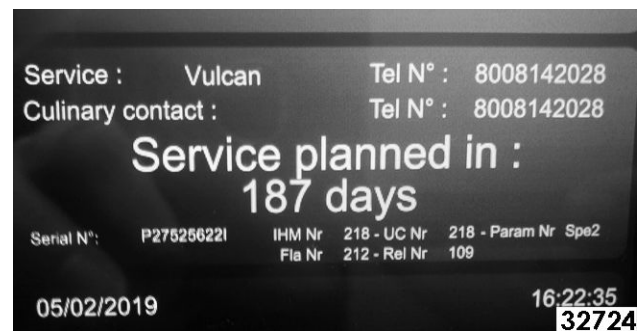 Service : Vulcan Tel N° : 8008142028
Culinary contact : Tel N° : 8008142028
Service planned in :
187 days
Serial N°: P27525622I IHM Nr 218 - UC Nr 218 - Param Nr Spe2
Fla Nr 212 - Rel Nr 109
05/02/2019 16:22:35
32724